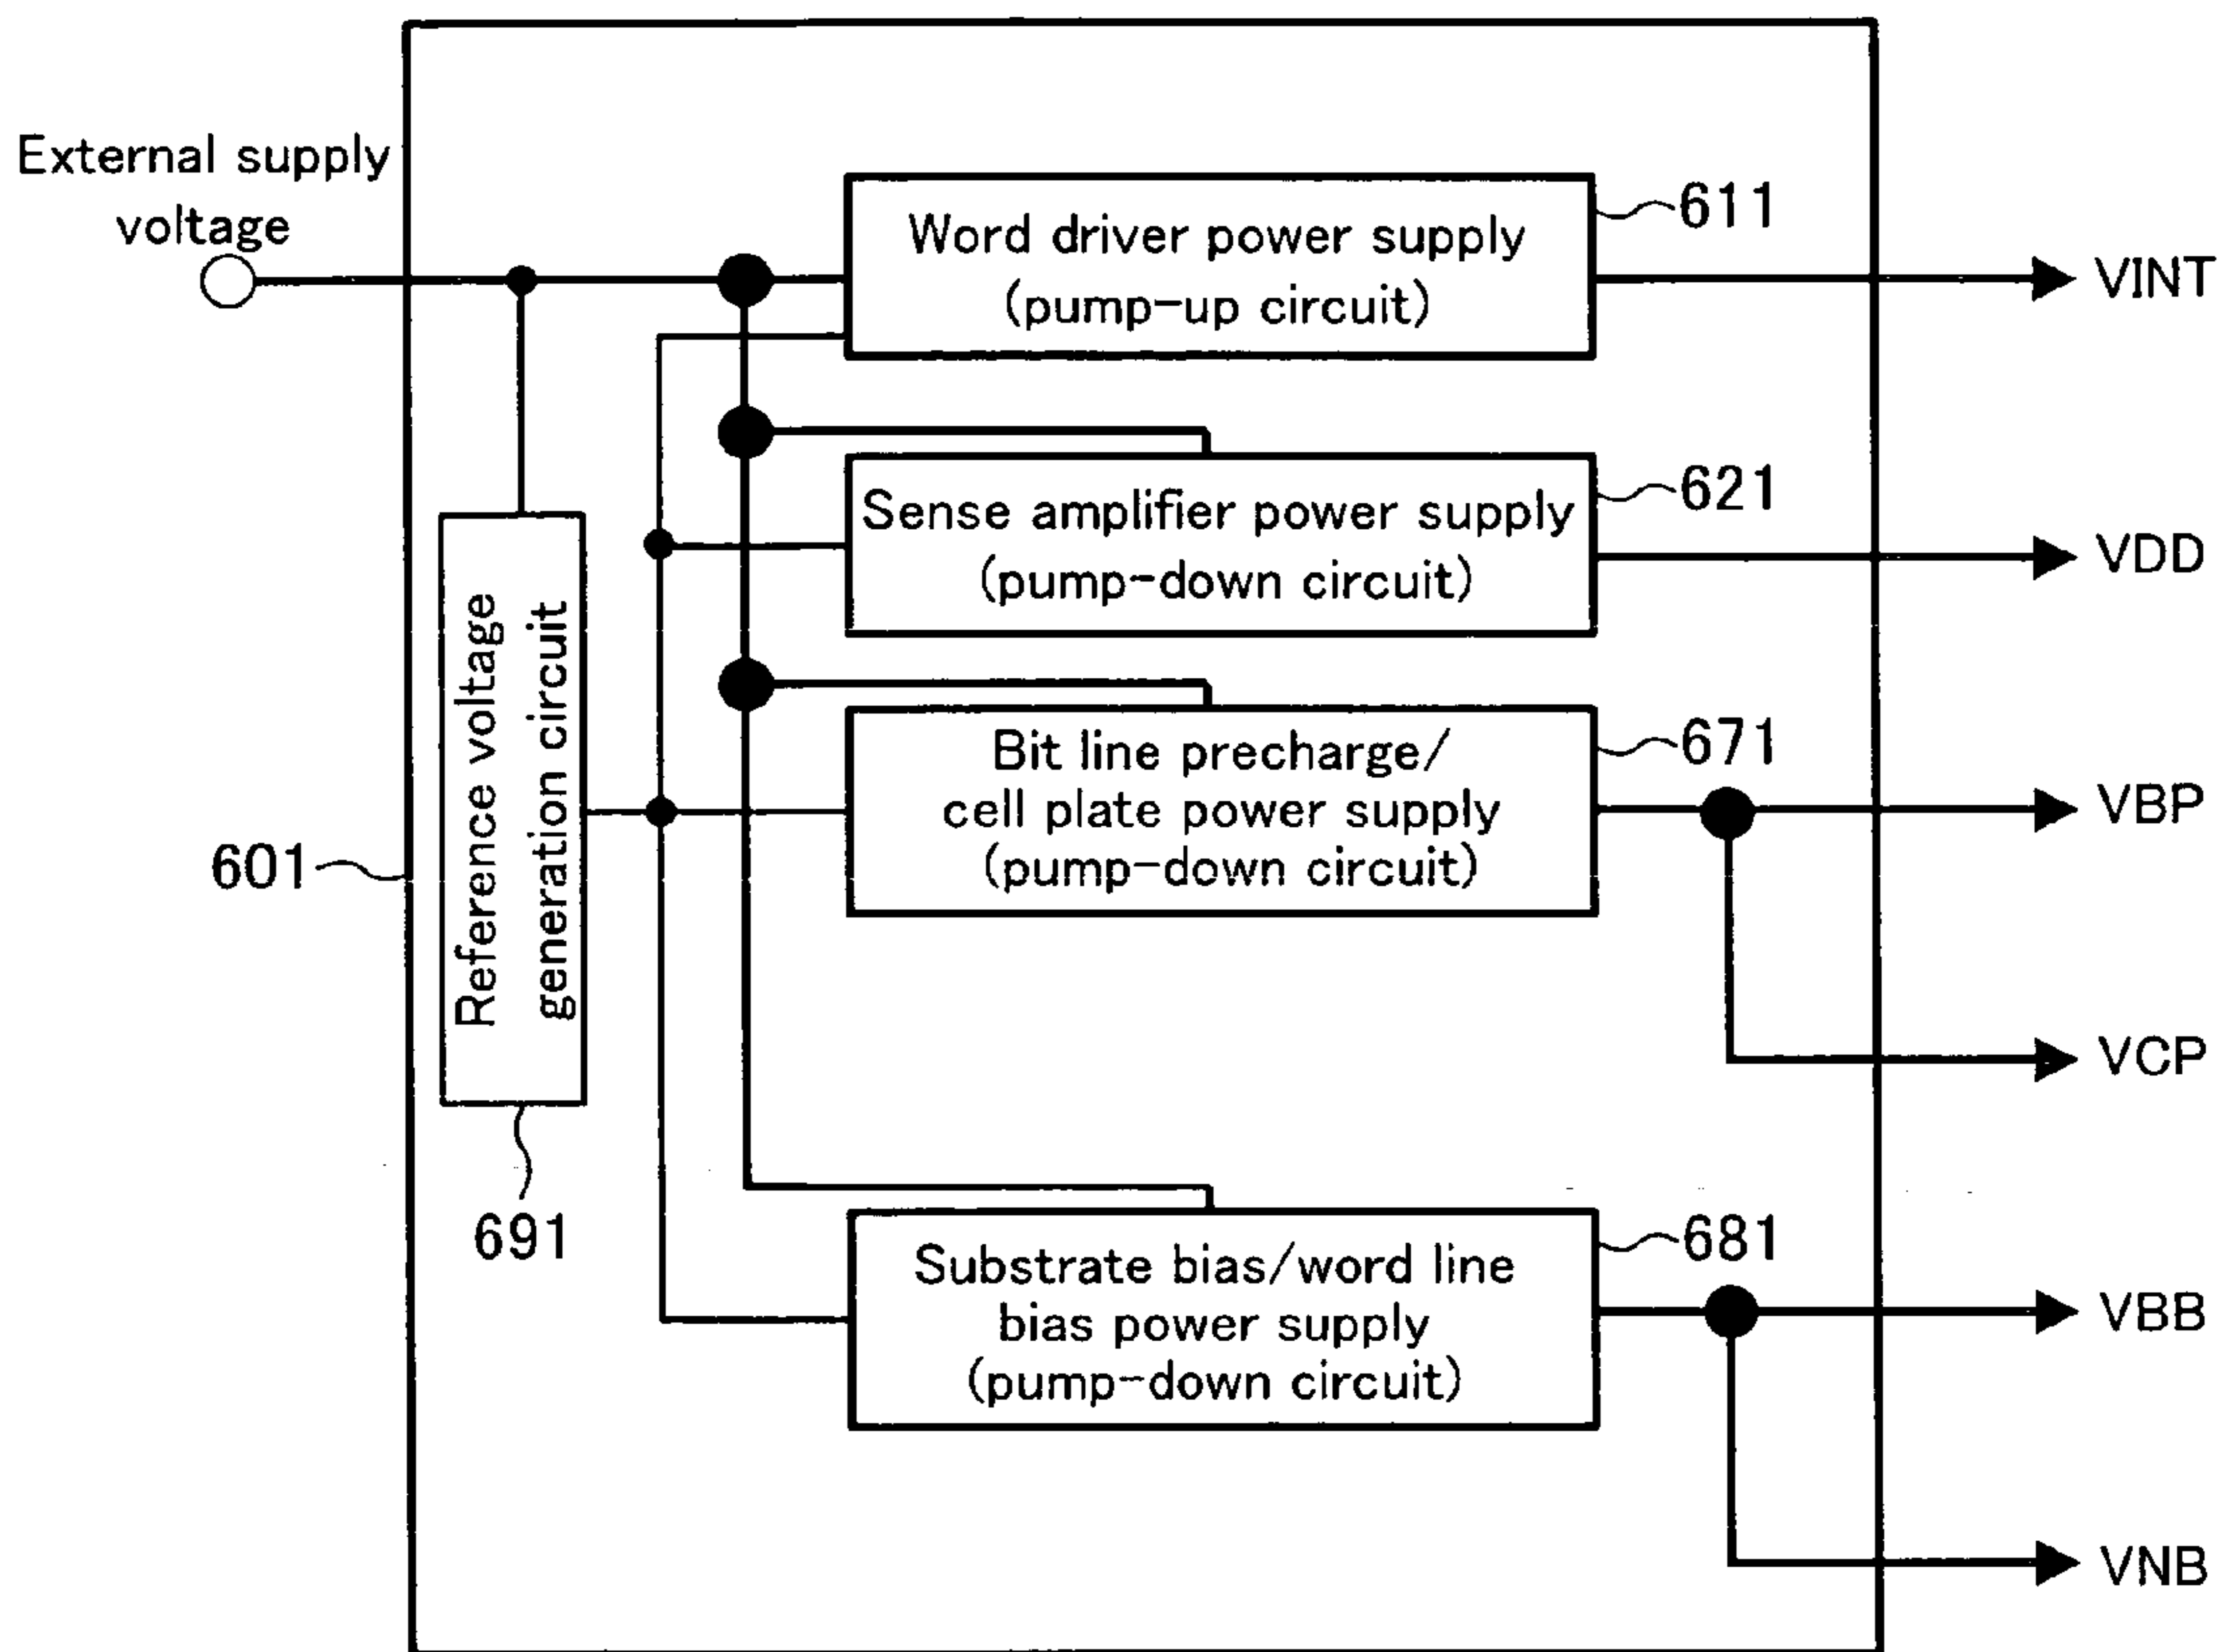 External supply
voltage
Word driver power supply
(pump-up circuit)
611
VINT
Sense amplifier power supply
(pump-down circuit)
621
VDD
Reference voltage
generation circuit
Bit line precharge/
cell plate power supply
(pump-down circuit)
671
VBP
601
VCP
691
Substrate bias/word line
bias power supply
(pump-down circuit)
681
VBB
VNB